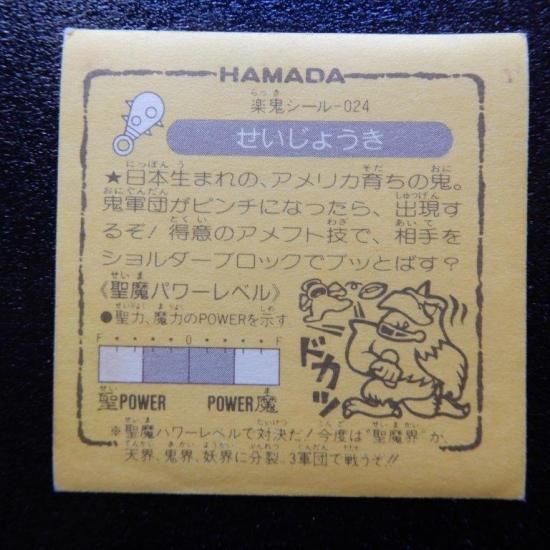 HAMADA
楽鬼シール-024
せいじょうき
★日本生まれの、アメリカ育ちの鬼。
鬼軍団がピンチになったら、出現す
るぞ!得意のアメフト技で、相手を
ショルダーブロックでブッとばす?
《聖魔パワーレベル》
●聖力、魔力のPOWERを示す
F O F
聖POWER POWER魔
ドカッ
※聖魔パワーレベルで対決だ!今度は"聖魔界"が、
天界、鬼界、妖界に分裂。3軍団で戦うぞ!!